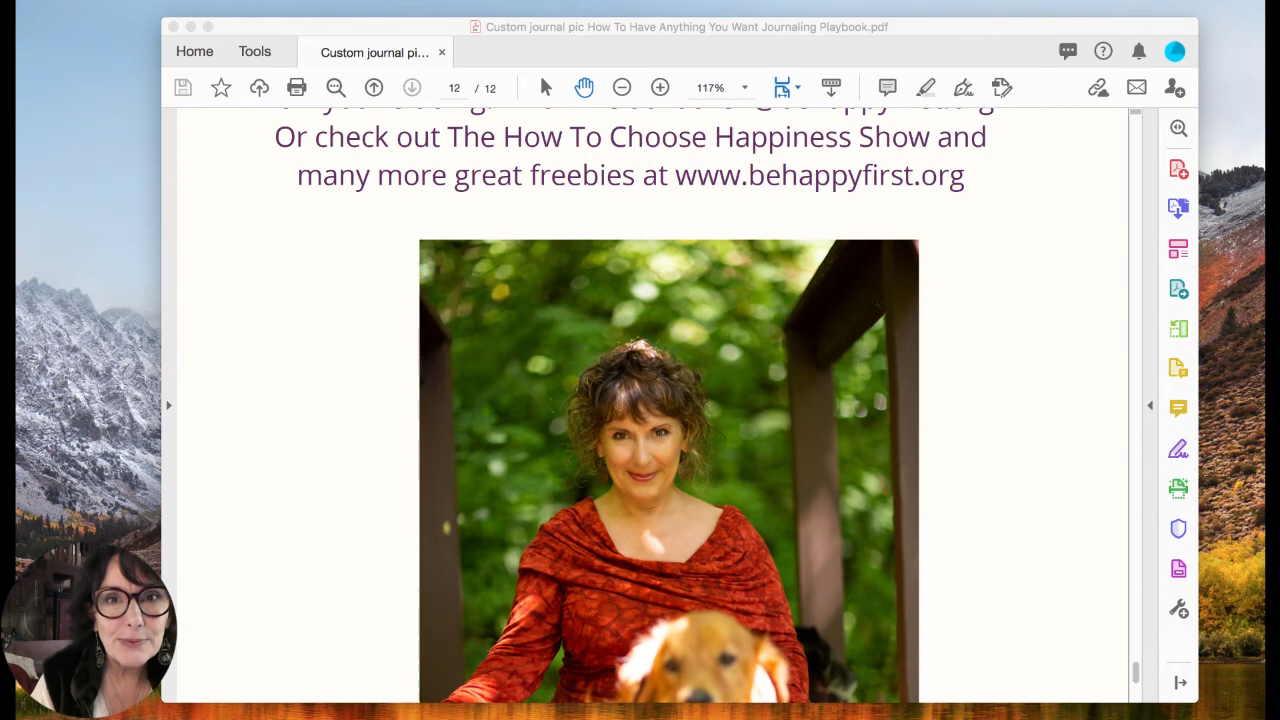 Custom journal pic How To Have Anything You Want Journaling Playbook.pdf
Home Tools Custom journal pi... ×
12 / 12 117%
Or check out The How To Choose Happiness Show and
many more great freebies at www.behappyfirst.org